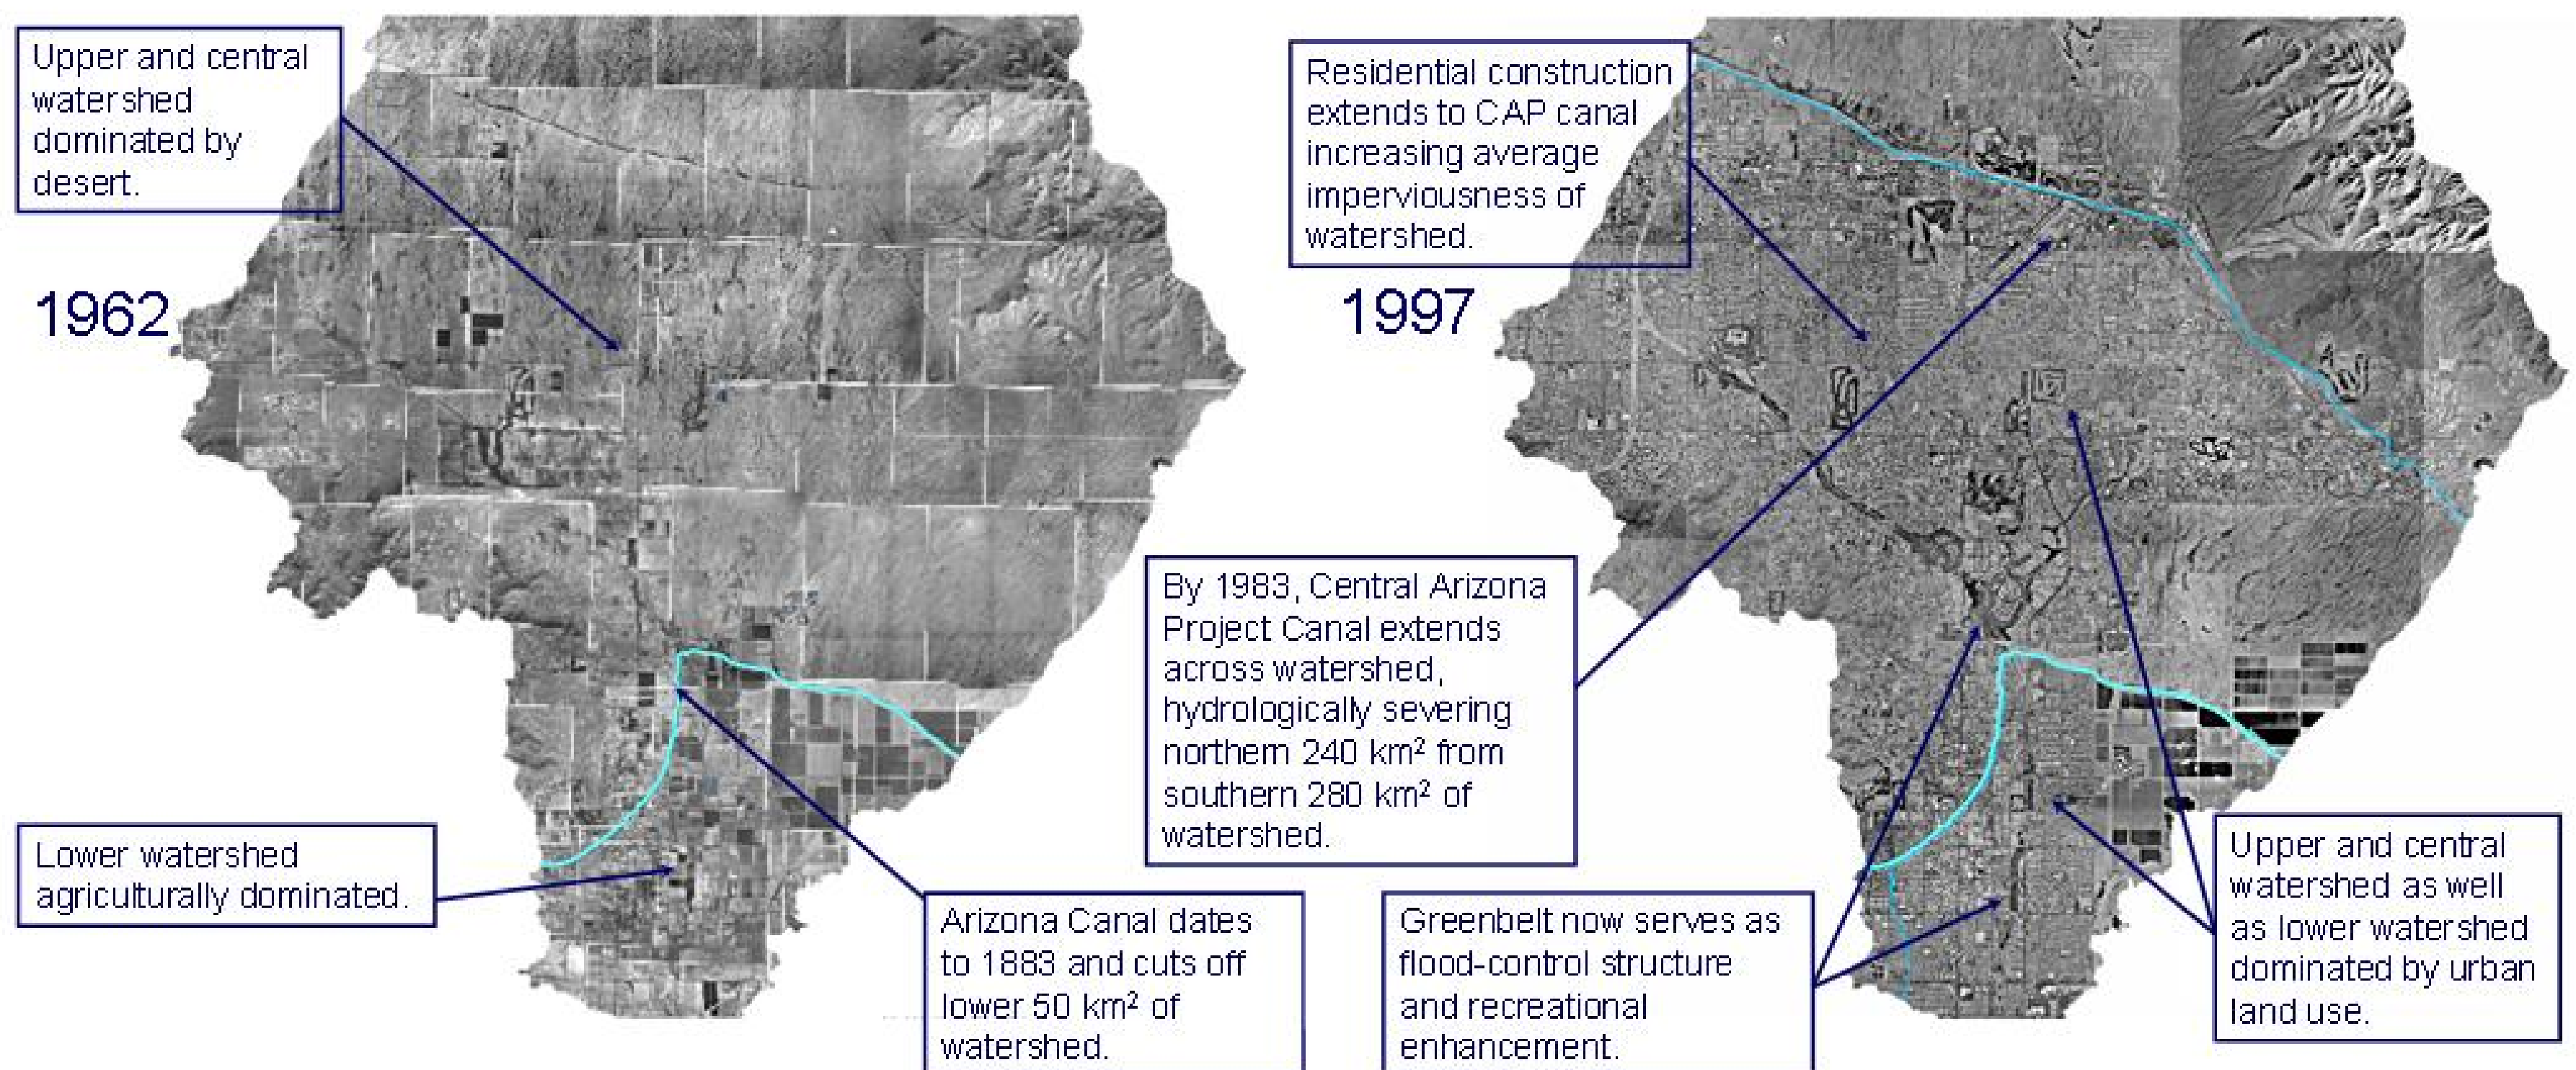 Upper and central
watershed
dominated by
desert.
1962
Lower watershed
agriculturally dominated.
Arizona Canal dates
to 1883 and cuts off
lower 50 km² of
watershed.
Residential construction
extends to CAP canal
increasing average
imperviousness of
watershed.
1997
By 1983, Central Arizona
Project Canal extends
across watershed,
hydrologically severing
northern 240 km² from
southern 280 km² of
watershed.
Greenbelt now serves as
flood-control structure
and recreational
enhancement.
Upper and central
watershed as well
as lower watershed
dominated by urban
land use.